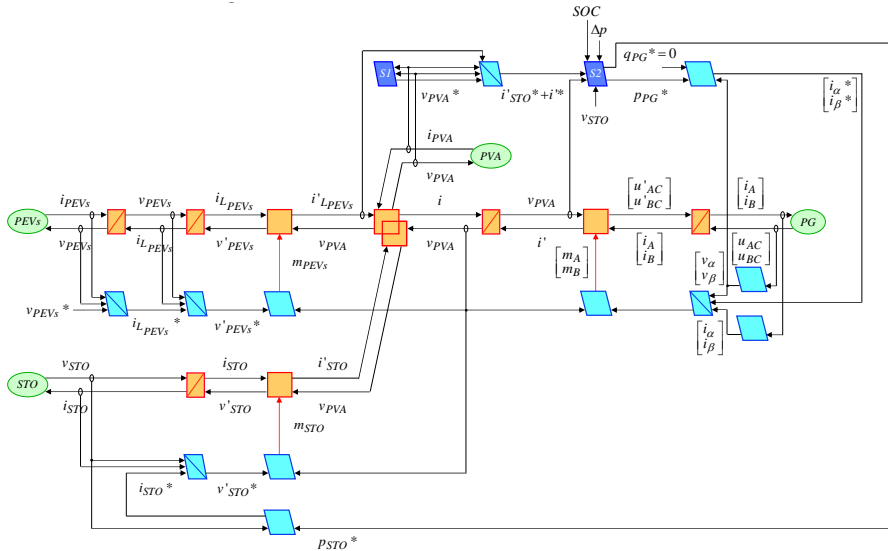 SOC
Δp
S1
S2
q_PG* = 0
v_PVA*
i'_STO* + i'*
p_PG*
[i_α* i_β*]
v_STO
i_PVA
PVA
v_PVA
i_PEVs
v_PEVs
i_L_PEVs
i'_L_PEVs
i
v_PVA
[u'_AC u'_BC]
[i_A i_B]
PEVs
PG
v_PEVs
i_L_PEVs
v'_PEVs
v_PVA
v_PVA
i'
[i_A i_B]
[u_AC u_BC]
m_PEVs
[m_A m_B]
[v_α v_β]
v_PEVs*
i_L_PEVs*
v'_PEVs*
[i_α i_β]
v_STO
i_STO
i'_STO
STO
i_STO
v'_STO
v_PVA
m_STO
i_STO*
v'_STO*
p_STO*